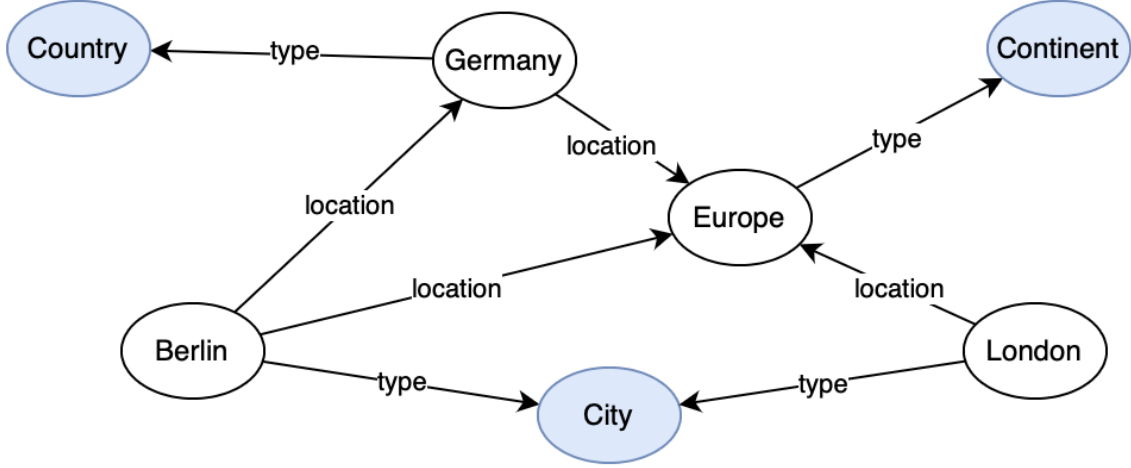 Country
type
Germany
Continent
location
type
location
Europe
location
location
Berlin
London
type
type
City